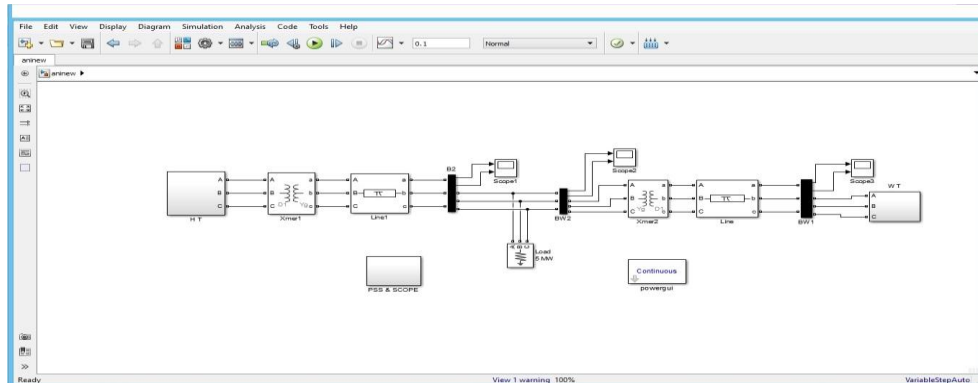 File Edit View Display Diagram Simulation Analysis Code Tools Help
0.1 Normal
aninew
aninew
B2
Scope1
Scope2
Scope3
W T
A A a A a A
B B b B b B
C C c C c C
H T
Xmer1
Line1
BW2
Xmer2
Line
BW1
A B C
Load
5 MW
PSS & SCOPE
Continuous
powergui
Ready View 1 warning 100% VariableStepAuto